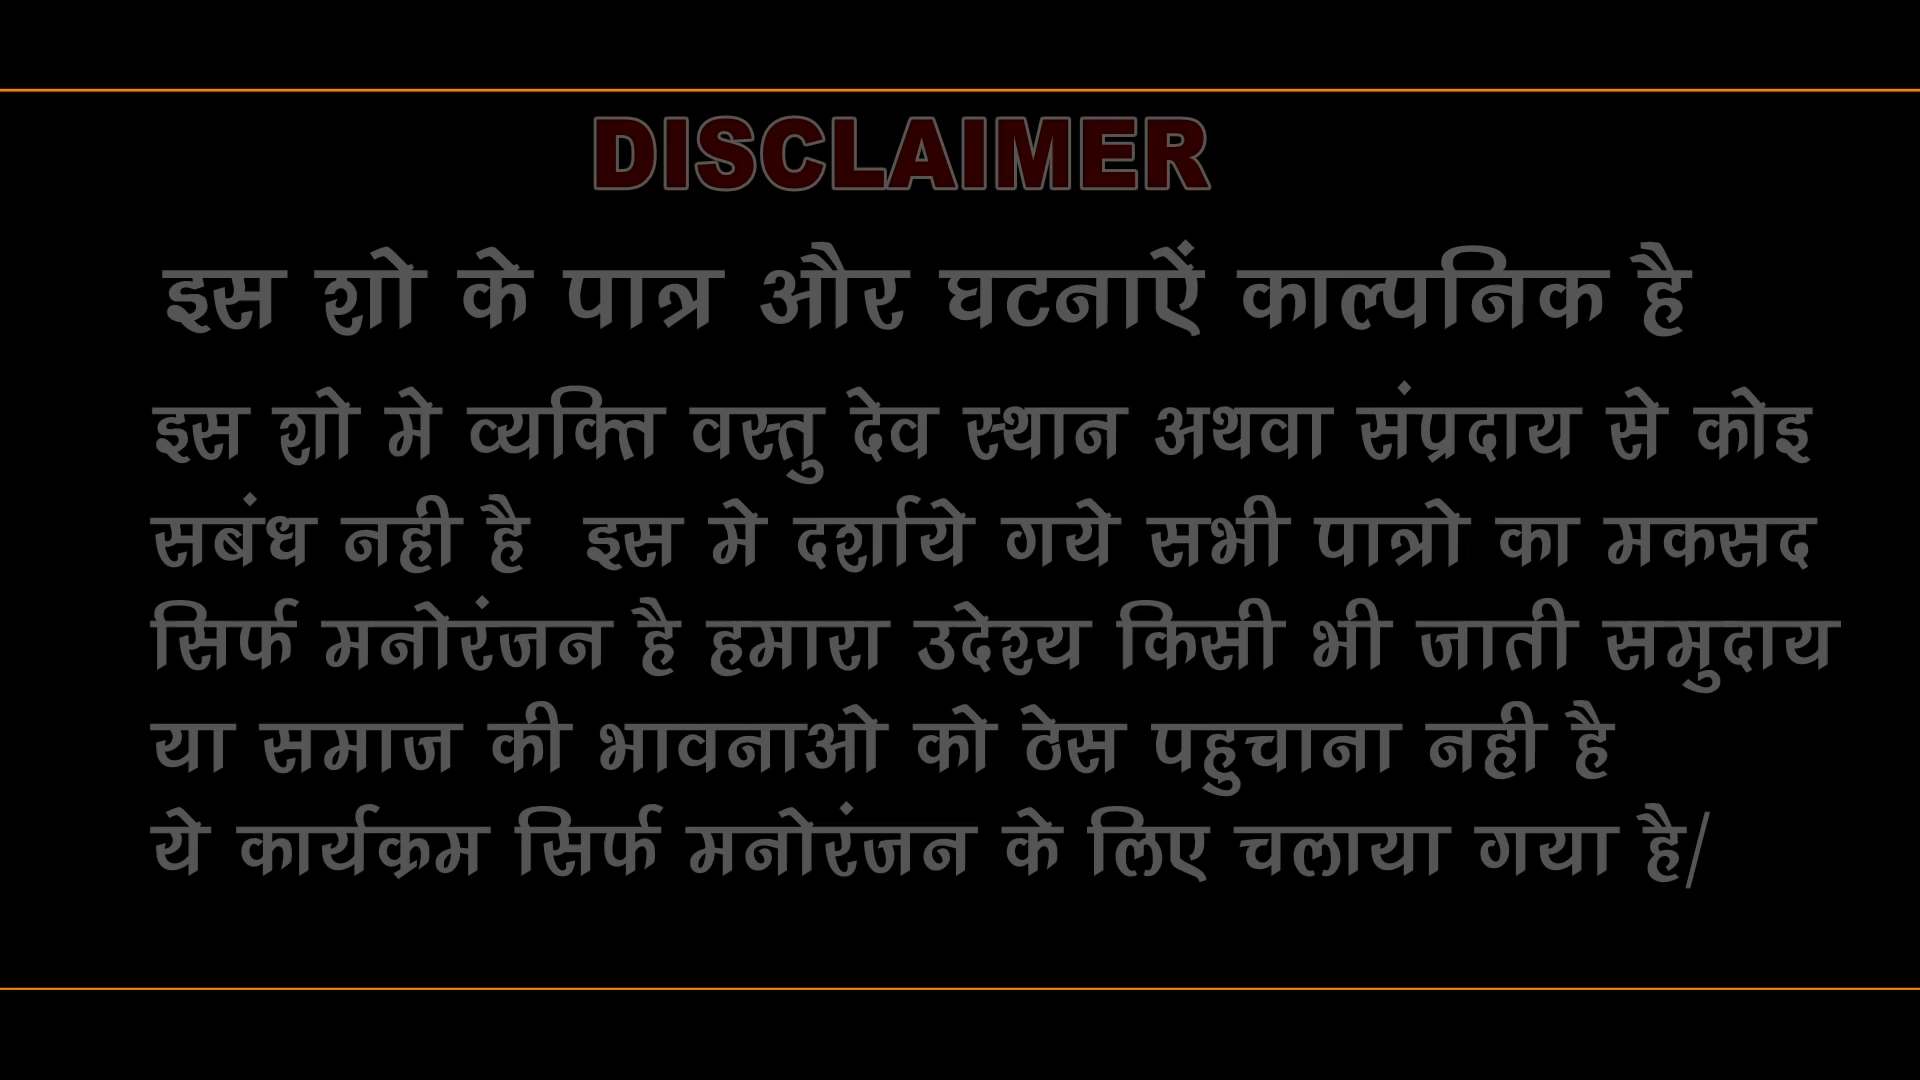 DISCLAIMER
इस शो के पात्र और घटनाऐं काल्पनिक है
इस शो मे व्यक्ति वस्तु देव स्थान अथवा संप्रदाय से कोइ
सबंध नही है इस मे दर्शाये गये सभी पात्रो का मकसद
सिर्फ मनोरंजन है हमारा उदेश्य किसी भी जाती समुदाय
या समाज की भावनाओ को ठेस पहुचाना नही है
ये कार्यक्रम सिर्फ मनोरंजन के लिए चलाया गया है/